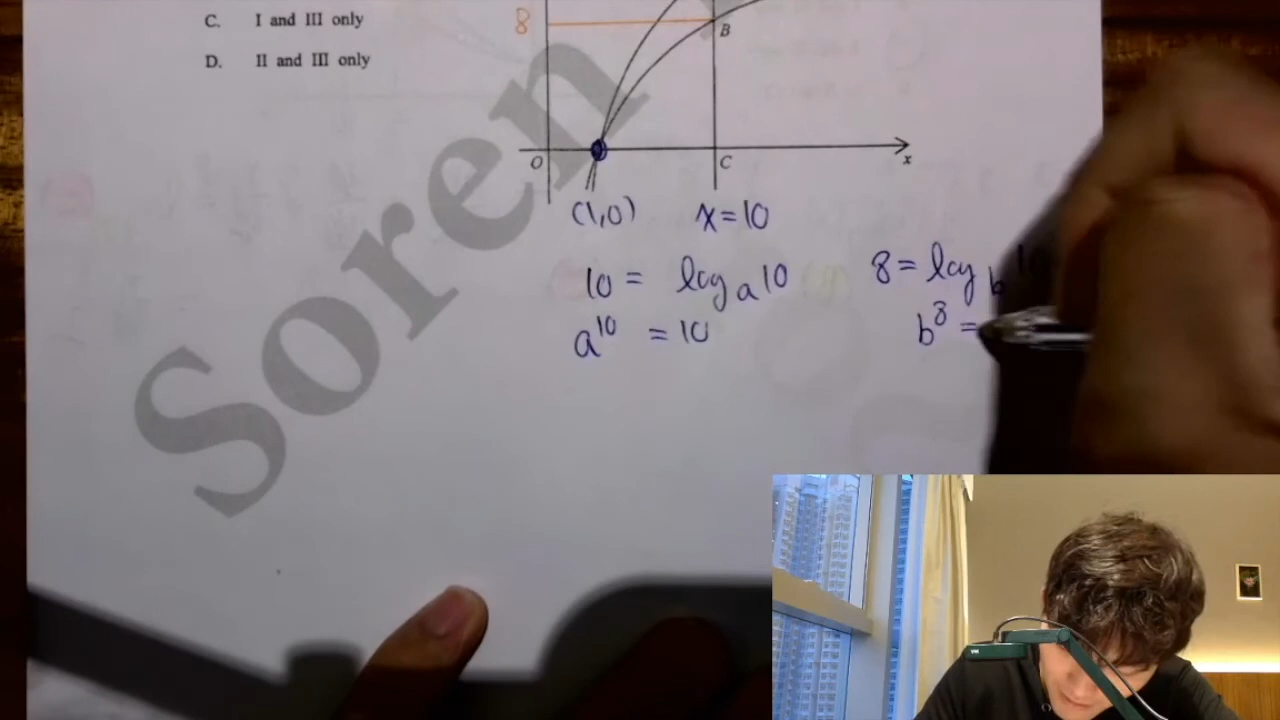 C. I and III only
D. II and III only
8
B
O
C
x
(1,0) x=10
10 = log a 10
8 = log b
a^10 = 10
b^8 =
Soren